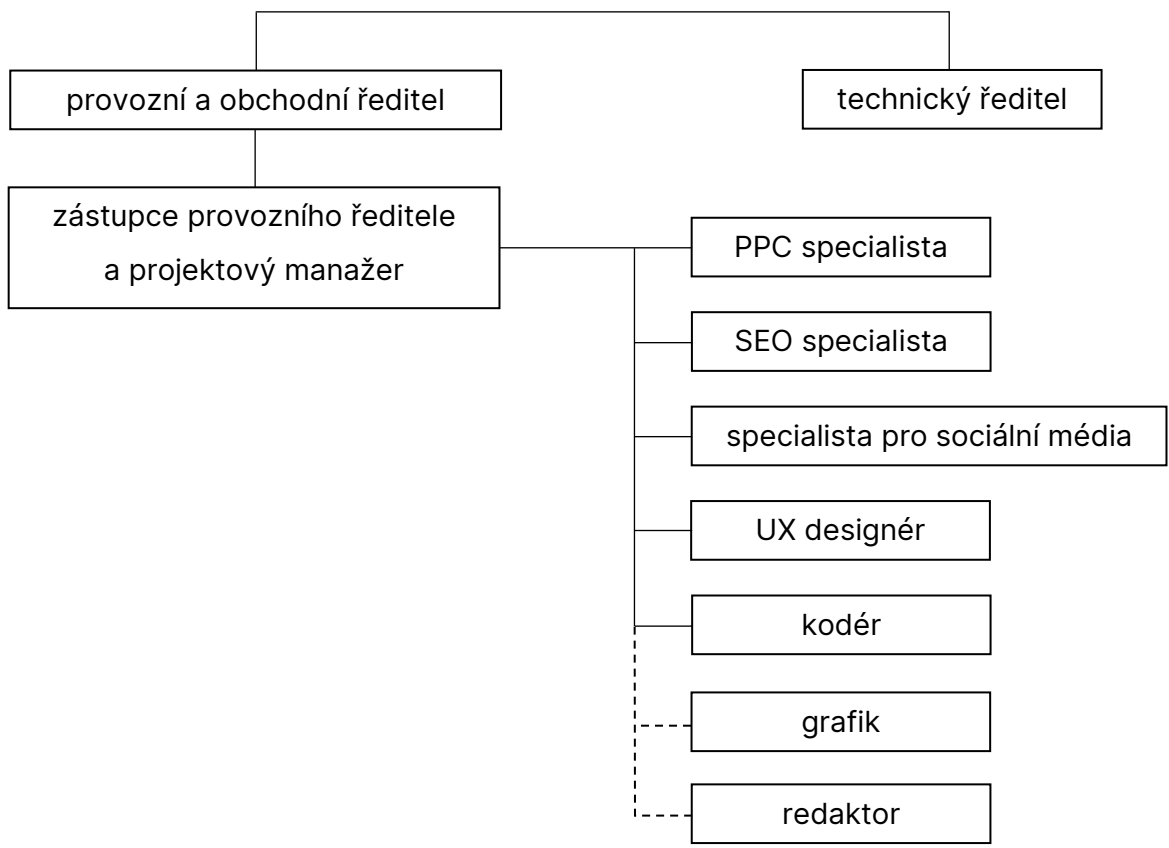 provozní a obchodní ředitel
technický ředitel
zástupce provozního ředitele
a projektový manažer
PPC specialista
SEO specialista
specialista pro sociální média
UX designér
kodér
grafik
redaktor